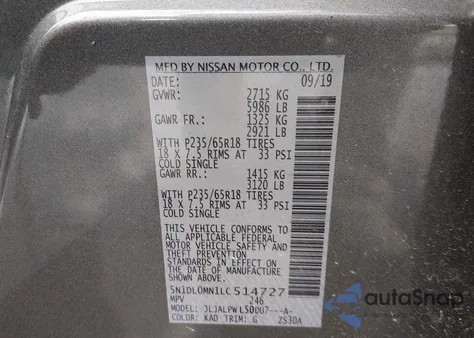 MFD BY NISSAN MOTOR CO., LTD.
DATE: 09/19
GVWR: 2715 KG
5986 LB
GAWR FR.: 1325 KG
2921 LB
WITH P235/65R18 TIRES
18 X 7.5 RIMS AT 33 PSI
COLD SINGLE
GAWR RR.: 1415 KG
3120 LB
WITH P235/65R18 TIRES
18 X 7.5 RIMS AT 33 PSI
COLD SINGLE
THIS VEHICLE CONFORMS TO
ALL APPLICABLE FEDERAL
MOTOR VEHICLE SAFETY AND
THEFT PREVENTION
STANDARDS IN EFFECT ON
THE DATE OF MANUFACTURE
SHOWN ABOVE.
5N1DL0MN1LC514727
MPV 246
MODEL: JLJALPWL50DU7---A-
COLOR: KAD TRIM: G ZS30A
autoSnap